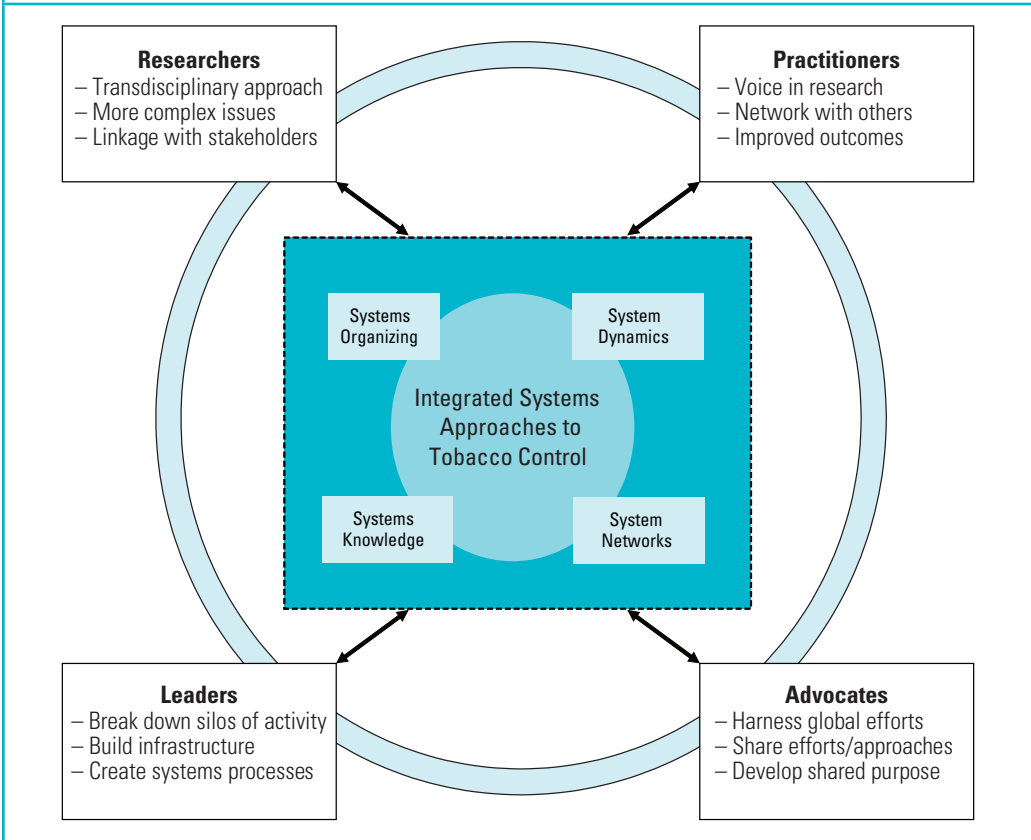 Researchers
– Transdisciplinary approach
– More complex issues
– Linkage with stakeholders
Practitioners
– Voice in research
– Network with others
– Improved outcomes
Systems
Organizing
System
Dynamics
Integrated Systems
Approaches to
Tobacco Control
Systems
Knowledge
System
Networks
Leaders
– Break down silos of activity
– Build infrastructure
– Create systems processes
Advocates
– Harness global efforts
– Share efforts/approaches
– Develop shared purpose